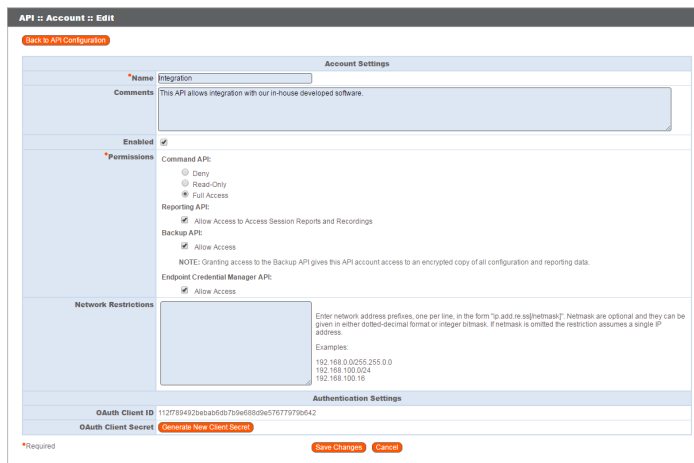 API :: Account :: Edit
Back to API Configuration
Account Settings
*Name Integration
Comments This API allows integration with our in-house developed software.
Enabled
*Permissions Command API:
Deny
Read-Only
Full Access
Reporting API:
Allow Access to Access Session Reports and Recordings
Backup API:
Allow Access
NOTE: Granting access to the Backup API gives this API account access to an encrypted copy of all configuration and reporting data.
Endpoint Credential Manager API:
Allow Access
Network Restrictions
Enter network address prefixes, one per line, in the form "ip.add.re.ss[/netmask]". Netmask are optional and they can be
given in either dotted-decimal format or integer bitmask. If netmask is omitted the restriction assumes a single IP
address.
Examples:
192.168.0.0/255.255.0.0
192.168.100.0/24
192.168.100.16
Authentication Settings
OAuth Client ID 112f789492bebab6db7b9e688d9e57677979b642
OAuth Client Secret Generate New Client Secret
*Required
Save Changes Cancel